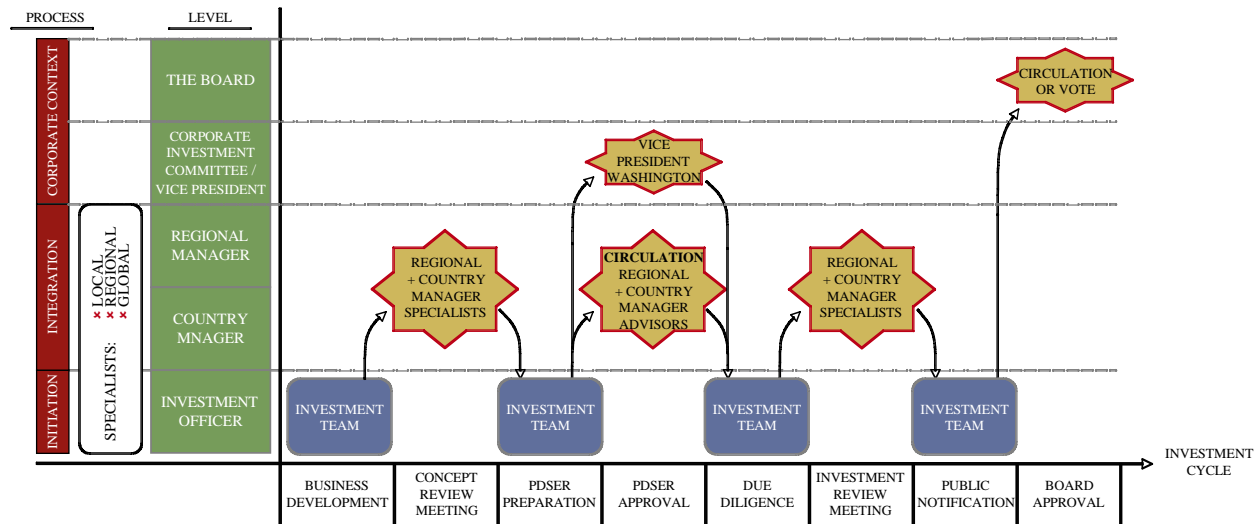 PROCESS
LEVEL
CORPORATE CONTEXT
INTEGRATION
INITIATION
SPECIALISTS:
× LOCAL
× REGIONAL
× GLOBAL
THE BOARD
CORPORATE
INVESTMENT
COMMITTEE /
VICE PRESIDENT
REGIONAL
MANAGER
COUNTRY
MNAGER
INVESTMENT
OFFICER
INVESTMENT
TEAM
REGIONAL
+ COUNTRY
MANAGER
SPECIALISTS
INVESTMENT
TEAM
VICE
PRESIDENT
WASHINGTON
CIRCULATION
REGIONAL
+ COUNTRY
MANAGER
ADVISORS
INVESTMENT
TEAM
REGIONAL
+ COUNTRY
MANAGER
SPECIALISTS
INVESTMENT
TEAM
CIRCULATION
OR VOTE
BUSINESS
DEVELOPMENT
CONCEPT
REVIEW
MEETING
PDSER
PREPARATION
PDSER
APPROVAL
DUE
DILIGENCE
INVESTMENT
REVIEW
MEETING
PUBLIC
NOTIFICATION
BOARD
APPROVAL
INVESTMENT
CYCLE